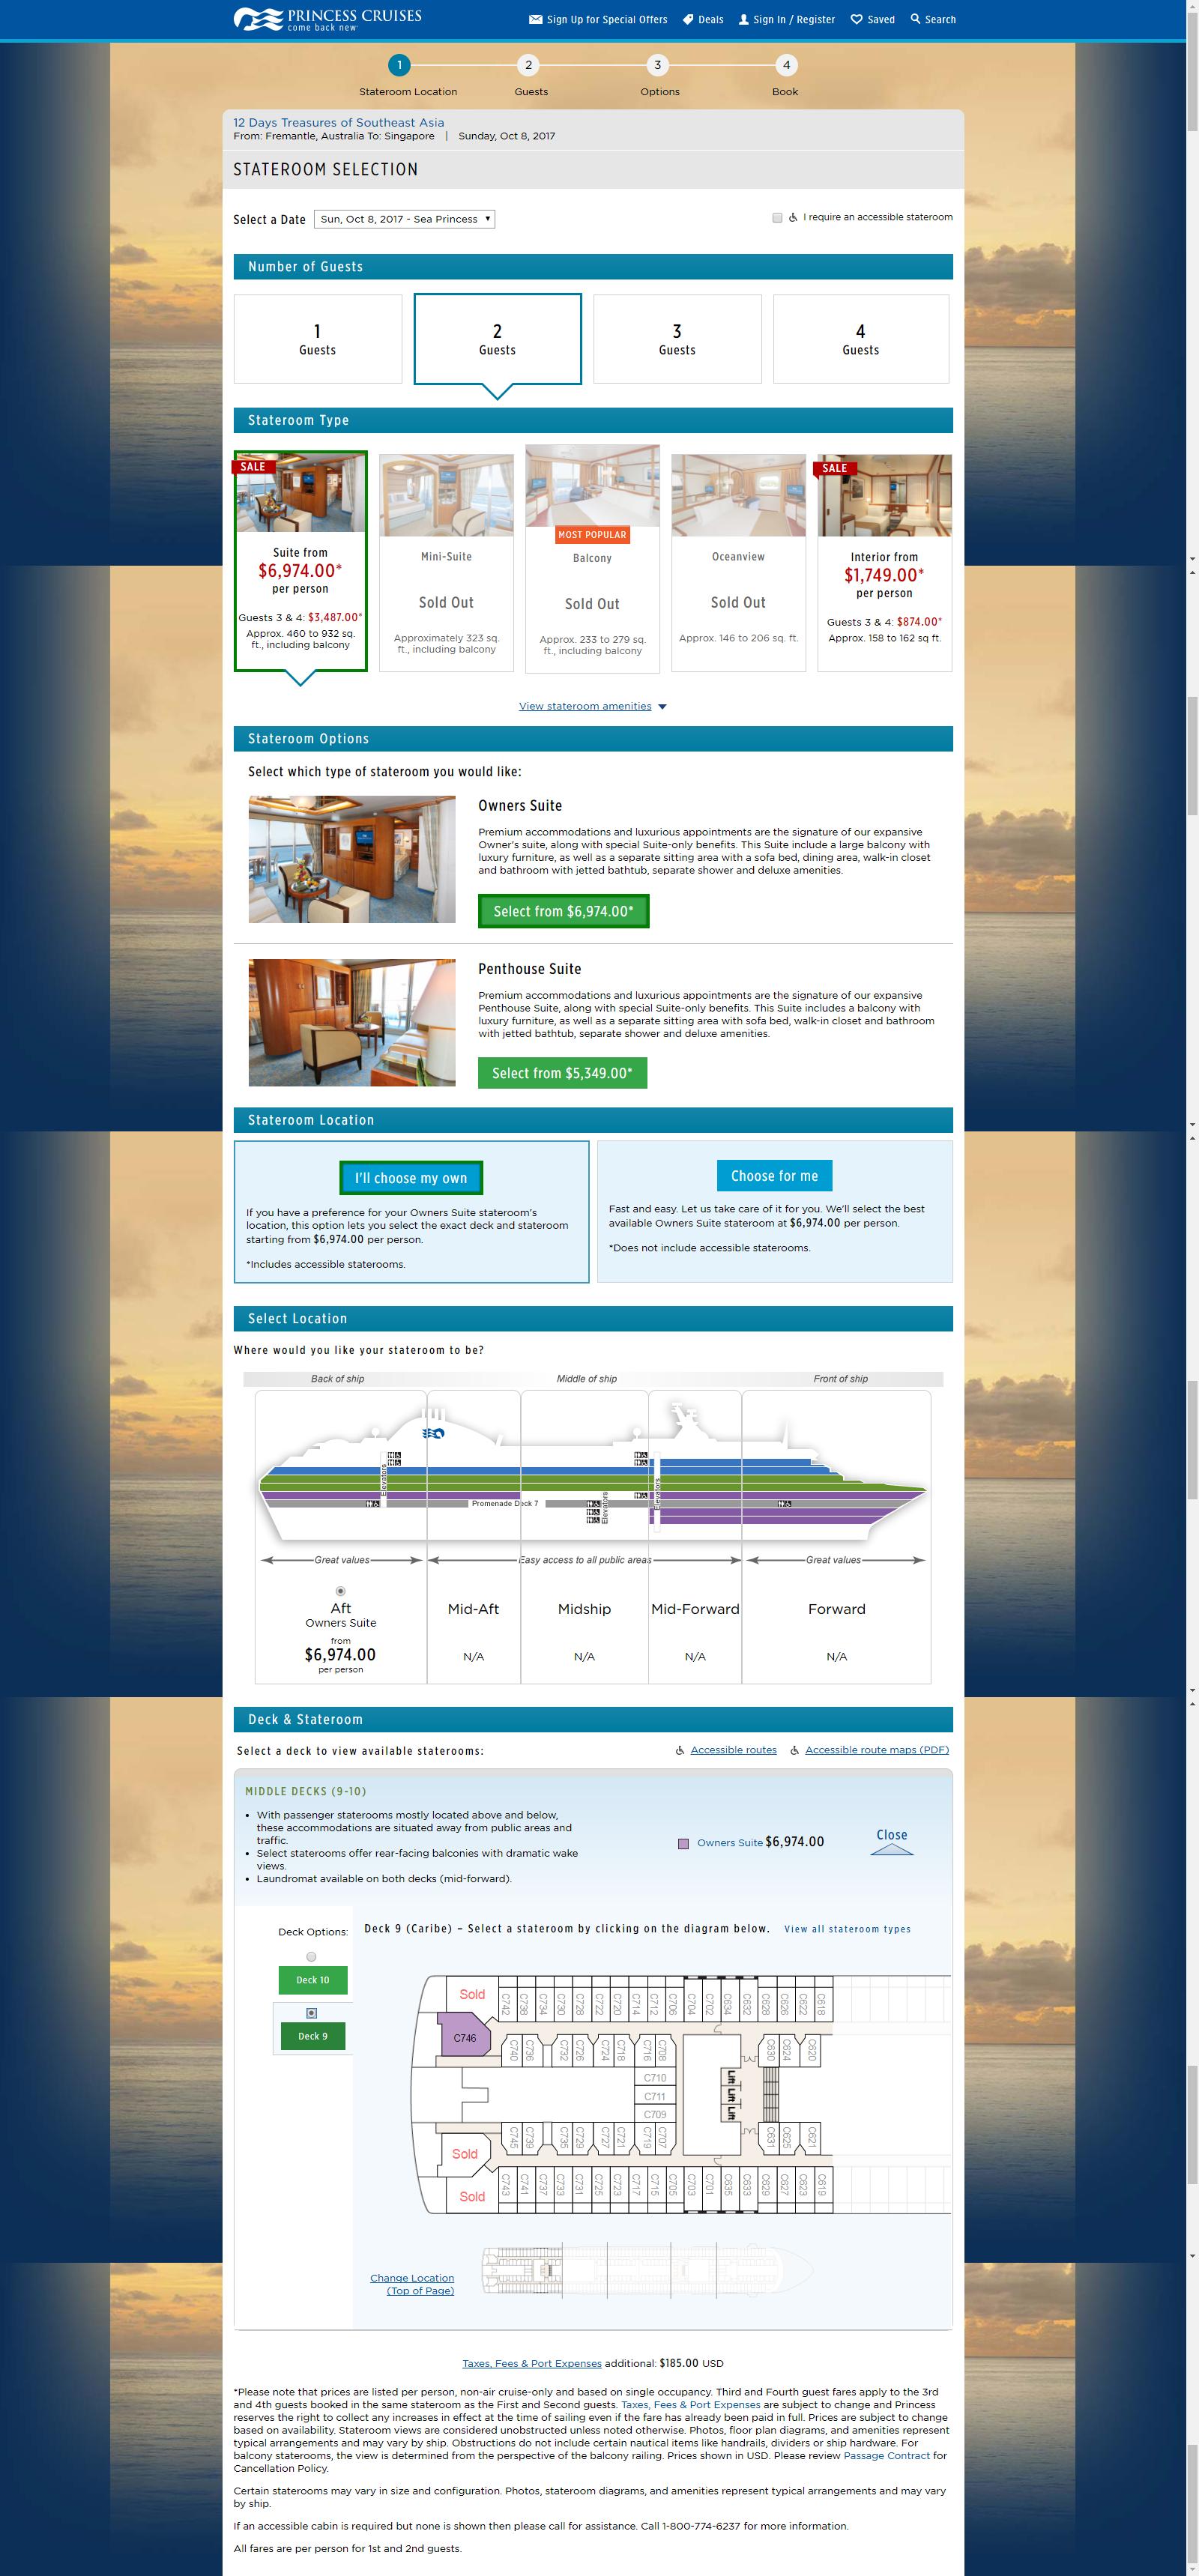 PRINCESS CRUISES
come back new
Sign Up for Special Offers
Deals
Sign In / Register
Saved
Search
1
2
3
4
Stateroom Location
Guests
Options
Book
12 Days Treasures of Southeast Asia
From: Fremantle, Australia To: Singapore | Sunday, Oct 8, 2017
STATEROOM SELECTION
Select a Date
Sun, Oct 8, 2017 - Sea Princess
I require an accessible stateroom
Number of Guests
1
Guests
2
Guests
3
Guests
4
Guests
Stateroom Type
SALE
Suite from
$6,974.00*
per person
Guests 3 & 4: $3,487.00*
Approx. 460 to 932 sq.
ft., including balcony
Mini-Suite
Sold Out
Approximately 323 sq.
ft., including balcony
MOST POPULAR
Balcony
Sold Out
Approx. 233 to 279 sq.
ft., including balcony
Oceanview
Sold Out
Approx. 146 to 206 sq. ft.
SALE
Interior from
$1,749.00*
per person
Guests 3 & 4: $874.00*
Approx. 158 to 162 sq ft.
View stateroom amenities
Stateroom Options
Select which type of stateroom you would like:
Owners Suite
Premium accommodations and luxurious appointments are the signature of our expansive
Owner's suite, along with special Suite-only benefits. This Suite include a large balcony with
luxury furniture, as well as a separate sitting area with a sofa bed, dining area, walk-in closet
and bathroom with jetted bathtub, separate shower and deluxe amenities.
Select from $6,974.00*
Penthouse Suite
Premium accommodations and luxurious appointments are the signature of our expansive
Penthouse Suite, along with special Suite-only benefits. This Suite includes a balcony with
luxury furniture, as well as a separate sitting area with sofa bed, walk-in closet and bathroom
with jetted bathtub, separate shower and deluxe amenities.
Select from $5,349.00*
Stateroom Location
I'll choose my own
If you have a preference for your Owners Suite stateroom's
location, this option lets you select the exact deck and stateroom
starting from $6,974.00 per person.
*Includes accessible staterooms.
Choose for me
Fast and easy. Let us take care of it for you. We'll select the best
available Owners Suite stateroom at $6,974.00 per person.
*Does not include accessible staterooms.
Select Location
Where would you like your stateroom to be?
Back of ship
Middle of ship
Front of ship
Elevators
Elevators
Elevators
Promenade Deck 7
Great values
Easy access to all public areas
Great values
Aft
Owners Suite
from
$6,974.00
per person
Mid-Aft
N/A
Midship
N/A
Mid-Forward
N/A
Forward
N/A
Deck & Stateroom
Select a deck to view available staterooms:
Accessible routes
Accessible route maps (PDF)
MIDDLE DECKS (9-10)
• With passenger staterooms mostly located above and below,
these accommodations are situated away from public areas and
traffic.
• Select staterooms offer rear-facing balconies with dramatic wake
views.
• Laundromat available on both decks (mid-forward).
Owners Suite $6,974.00
Close
Deck Options:
Deck 10
Deck 9
Deck 9 (Caribe) – Select a stateroom by clicking on the diagram below.
View all stateroom types
Sold
C742 C738 C734 C730 C728 C722 C720 C714 C712 C706 C704 C702 C634 C632 C628 C626 C622 C618
C746
C740 C736 C732 C726 C724 C718 C716 C708 C630 C624 C620
C710
C711
C709
Lift Lift Lift
C745 C739 C735 C729 C727 C721 C719 C707 C631 C625 C621
Sold
Sold
C743 C741 C737 C733 C731 C725 C723 C717 C715 C705 C703 C701 C635 C633 C629 C627 C623 C619
Change Location
(Top of Page)
Taxes, Fees & Port Expenses additional: $185.00 USD
*Please note that prices are listed per person, non-air cruise-only and based on single occupancy. Third and Fourth guest fares apply to the 3rd
and 4th guests booked in the same stateroom as the First and Second guests. Taxes, Fees & Port Expenses are subject to change and Princess
reserves the right to collect any increases in effect at the time of sailing even if the fare has already been paid in full. Prices are subject to change
based on availability. Stateroom views are considered unobstructed unless noted otherwise. Photos, floor plan diagrams, and amenities represent
typical arrangements and may vary by ship. Obstructions do not include certain nautical items like handrails, dividers or ship hardware. For
balcony staterooms, the view is determined from the perspective of the balcony railing. Prices shown in USD. Please review Passage Contract for
Cancellation Policy.
Certain staterooms may vary in size and configuration. Photos, stateroom diagrams, and amenities represent typical arrangements and may vary
by ship.
If an accessible cabin is required but none is shown then please call for assistance. Call 1-800-774-6237 for more information.
All fares are per person for 1st and 2nd guests.